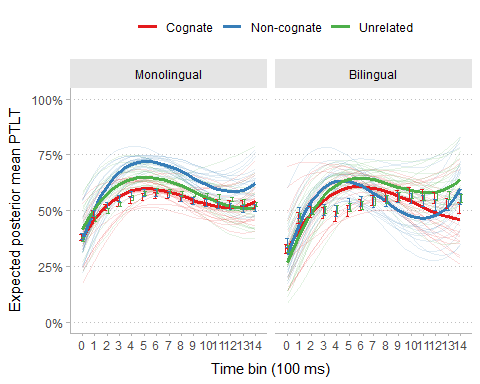 Cognate Non-cognate Unrelated
Monolingual Bilingual
100%
75%
50%
25%
0%
Expected posterior mean PTLT
0 1 2 3 4 5 6 7 8 9 10 11 12 13 14 0 1 2 3 4 5 6 7 8 9 10 11 12 13 14
Time bin (100 ms)